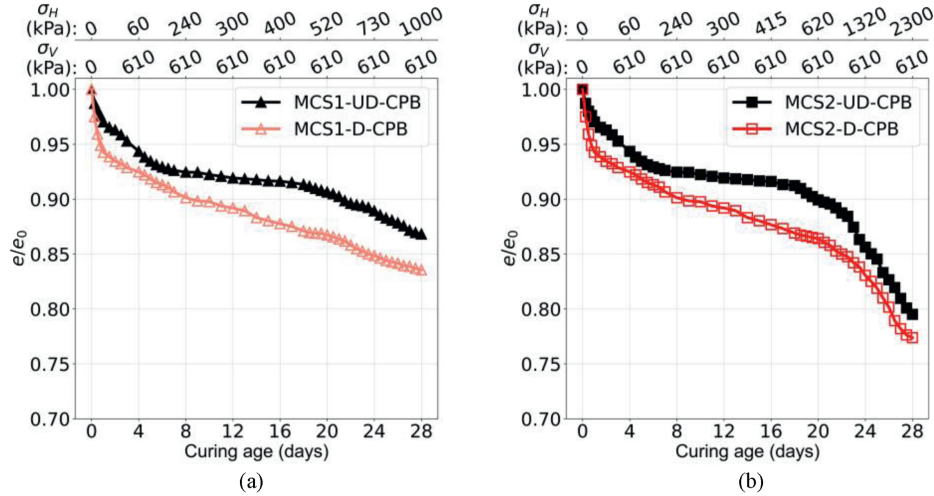 σH
(kPa): 0 60 240 300 400 520 730 1000
σV
(kPa): 0 610 610 610 610 610 610 610
1.00
0.95
0.90
0.85
0.80
0.75
0.70
e/e0
MCS1-UD-CPB
MCS1-D-CPB
0 4 8 12 16 20 24 28
Curing age (days)
(a)
σH
(kPa): 0 60 240 300 415 620 1320 2300
σV
(kPa): 0 610 610 610 610 610 610 610
1.00
0.95
0.90
0.85
0.80
0.75
0.70
e/e0
MCS2-UD-CPB
MCS2-D-CPB
0 4 8 12 16 20 24 28
Curing age (days)
(b)